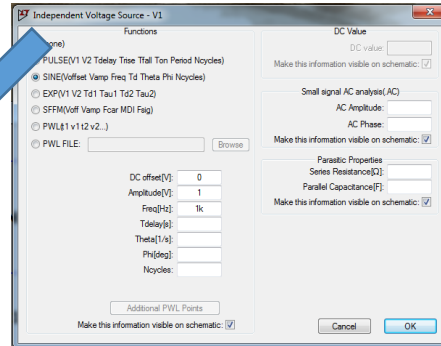 Independent Voltage Source - V1
Functions
one)
PULSE(V1 V2 Tdelay Trise Tfall Ton Period Ncycles)
SINE(Voffset Vamp Freq Td Theta Phi Ncycles)
EXP(V1 V2 Td1 Tau1 Td2 Tau2)
SFFM(Voff Vamp Fcar MDI Fsig)
PWL(t1 v1 t2 v2...)
PWL FILE: Browse
DC offset[V]: 0
Amplitude[V]: 1
Freq[Hz]: 1k
Tdelay[s]:
Theta[1/s]:
Phi[deg]:
Ncycles:
Additional PWL Points
Make this information visible on schematic:
DC Value
DC value:
Make this information visible on schematic:
Small signal AC analysis(.AC)
AC Amplitude:
AC Phase:
Make this information visible on schematic:
Parasitic Properties
Series Resistance[Ω]:
Parallel Capacitance[F]:
Make this information visible on schematic:
Cancel OK